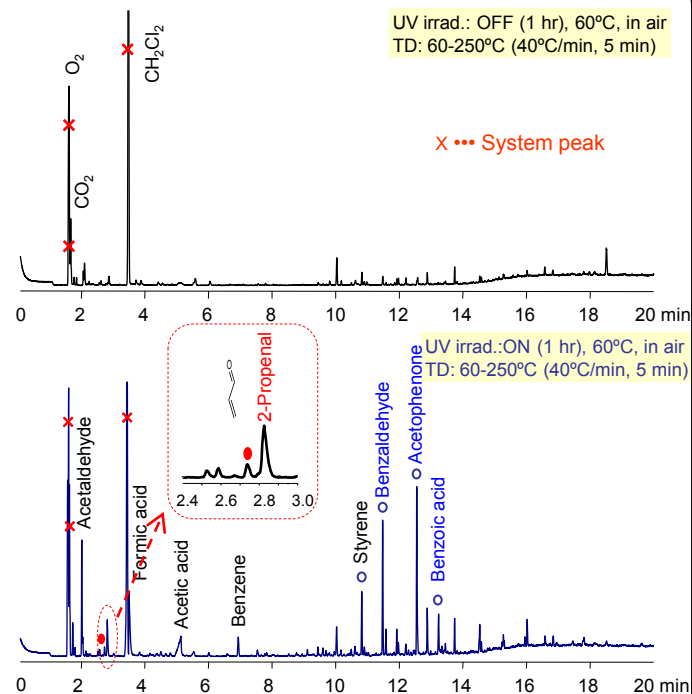 UV irrad.: OFF (1 hr), 60ºC, in air
TD: 60-250ºC (40ºC/min, 5 min)
O2
CO2
CH2Cl2
x ••• System peak
0 2 4 6 8 10 12 14 16 18 20 min
UV irrad.:ON (1 hr), 60ºC, in air
TD: 60-250ºC (40ºC/min, 5 min)
O
2-Propenal
2.4 2.6 2.8 3.0
Acetaldehyde
Formic acid
Acetic acid
Benzene
Styrene
Benzaldehyde
Acetophenone
Benzoic acid
0 2 4 6 8 10 12 14 16 18 20 min